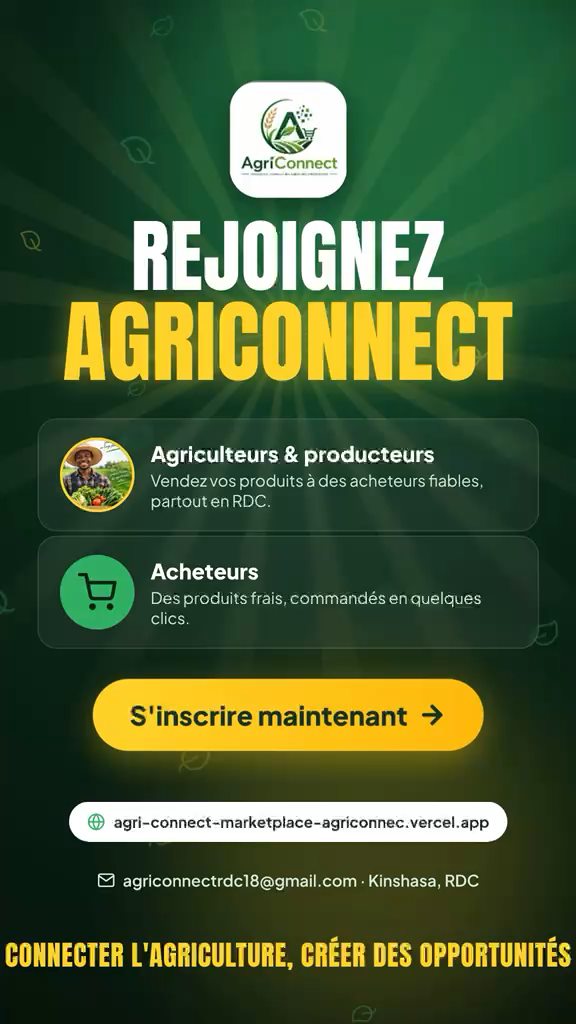 AgriConnect
REJOIGNEZ
AGRICONNECT
Agriculteurs & producteurs
Vendez vos produits à des acheteurs fiables,
partout en RDC.
Acheteurs
Des produits frais, commandés en quelques
clics.
S'inscrire maintenant →
agri-connect-marketplace-agriconnec.vercel.app
agriconnectrdc18@gmail.com · Kinshasa, RDC
CONNECTER L'AGRICULTURE, CRÉER DES OPPORTUNITÉS